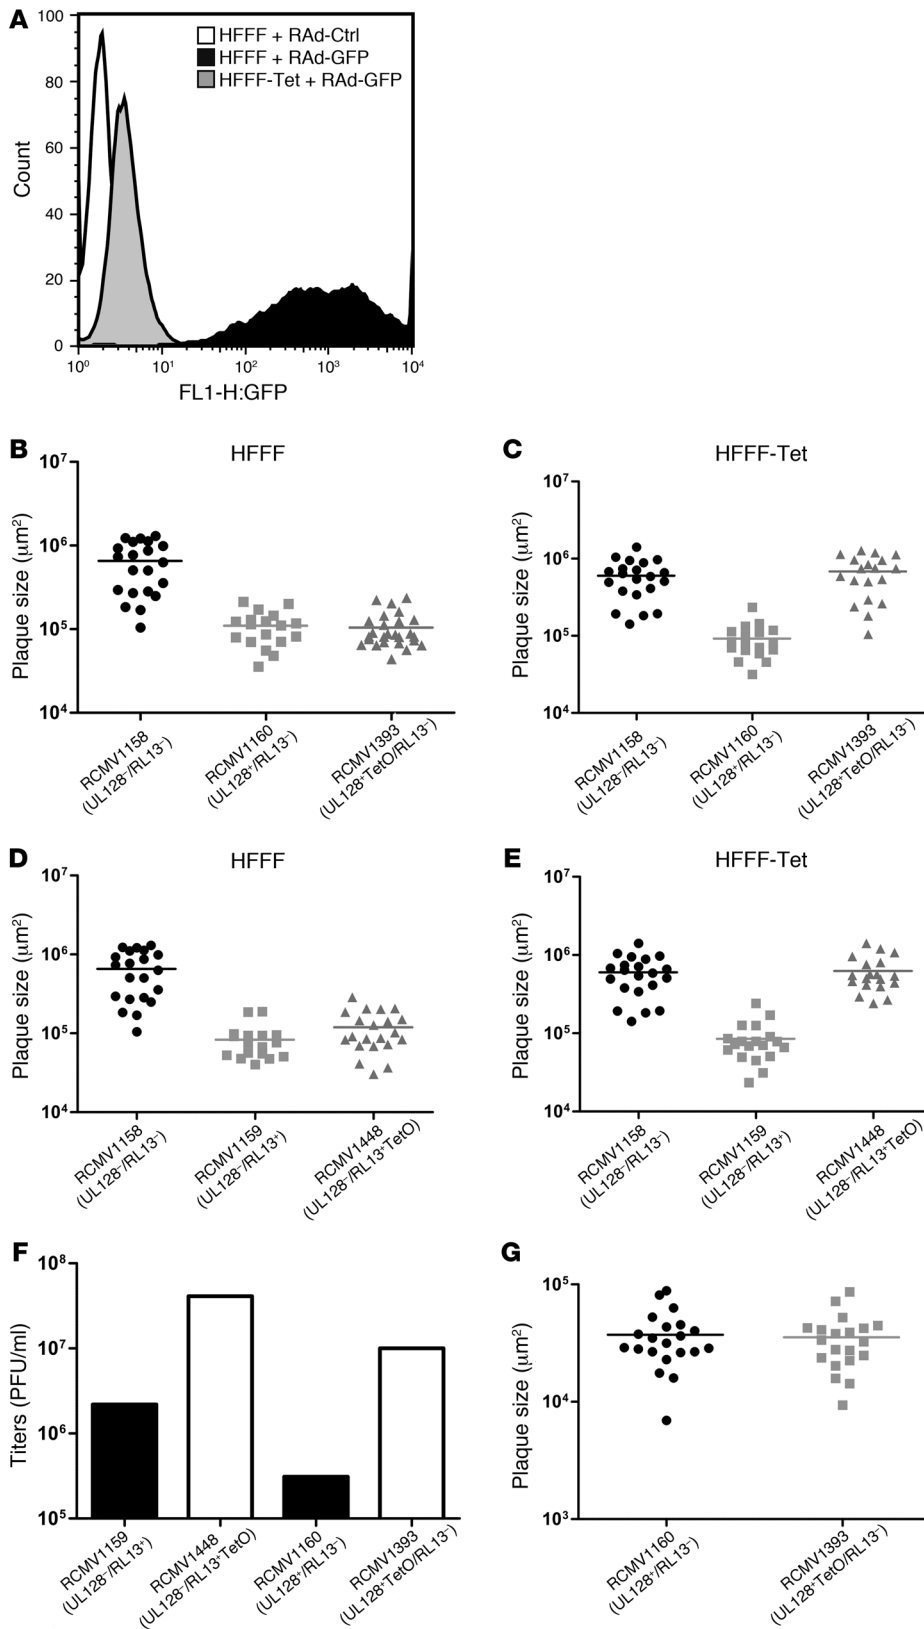 A
100
80
60
40
20
0
Count
HFFF + RAd-Ctrl
HFFF + RAd-GFP
HFFF-Tet + RAd-GFP
10⁰ 10¹ 10² 10³ 10⁴
FL1-H:GFP
B
HFFF
10⁷
10⁶
10⁵
10⁴
Plaque size (μm²)
RCMV1158
(UL128⁻/RL13⁻)
RCMV1160
(UL128⁺/RL13⁻)
RCMV1393
(UL128⁺TetO/RL13⁻)
C
HFFF-Tet
10⁷
10⁶
10⁵
10⁴
Plaque size (μm²)
RCMV1158
(UL128⁻/RL13⁻)
RCMV1160
(UL128⁺/RL13⁻)
RCMV1393
(UL128⁺TetO/RL13⁻)
D
HFFF
10⁷
10⁶
10⁵
10⁴
Plaque size (μm²)
RCMV1158
(UL128⁻/RL13⁻)
RCMV1159
(UL128⁻/RL13⁺)
RCMV1448
(UL128⁻/RL13⁺TetO)
E
HFFF-Tet
10⁷
10⁶
10⁵
10⁴
Plaque size (μm²)
RCMV1158
(UL128⁻/RL13⁻)
RCMV1159
(UL128⁻/RL13⁺)
RCMV1448
(UL128⁻/RL13⁺TetO)
F
10⁸
10⁷
10⁶
10⁵
Titers (PFU/ml)
RCMV1159
(UL128⁻/RL13⁺)
RCMV1448
(UL128⁻/RL13⁺TetO)
RCMV1160
(UL128⁺/RL13⁻)
RCMV1393
(UL128⁺TetO/RL13⁻)
G
10⁵
10⁴
10³
Plaque size (μm²)
RCMV1160
(UL128⁺/RL13⁻)
RCMV1393
(UL128⁺TetO/RL13⁻)